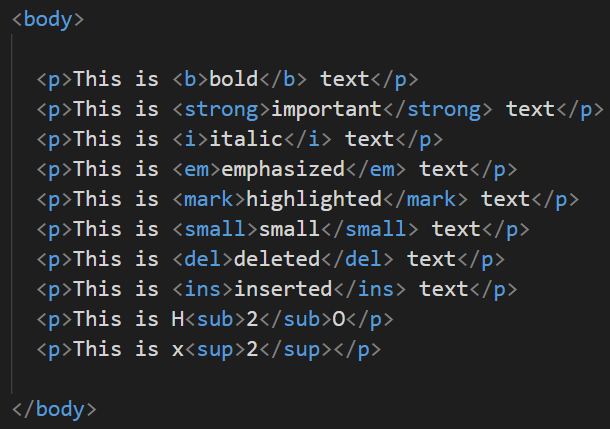 <body>
<p>This is <b>bold</b> text</p>
<p>This is <strong>important</strong> text</p>
<p>This is <i>italic</i> text</p>
<p>This is <em>emphasized</em> text</p>
<p>This is <mark>highlighted</mark> text</p>
<p>This is <small>small</small> text</p>
<p>This is <del>deleted</del> text</p>
<p>This is <ins>inserted</ins> text</p>
<p>This is H<sub>2</sub>O</p>
<p>This is x<sup>2</sup></p>
</body>